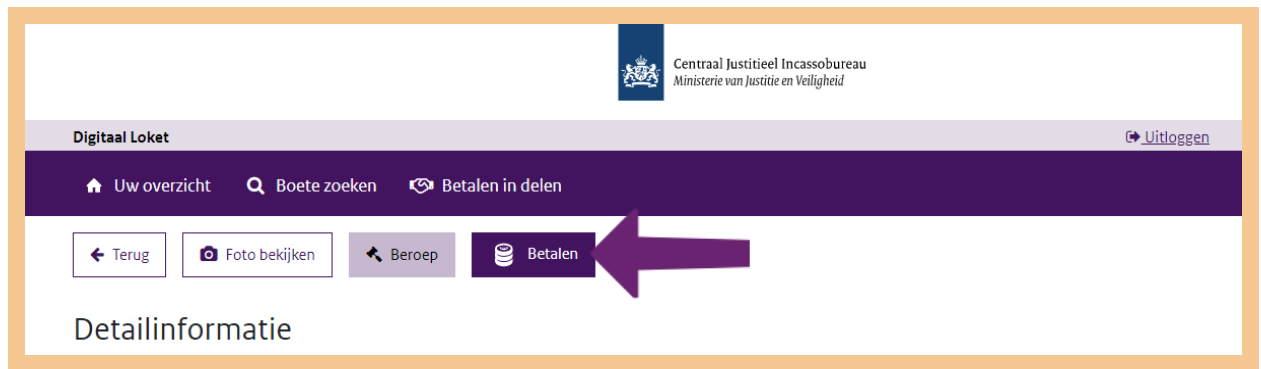 Centraal Justitieel Incassobureau
Ministerie van Justitie en Veiligheid
Digitaal Loket
Uitloggen
Uw overzicht
Boete zoeken
Betalen in delen
Terug
Foto bekijken
Beroep
Betalen
Detailinformatie